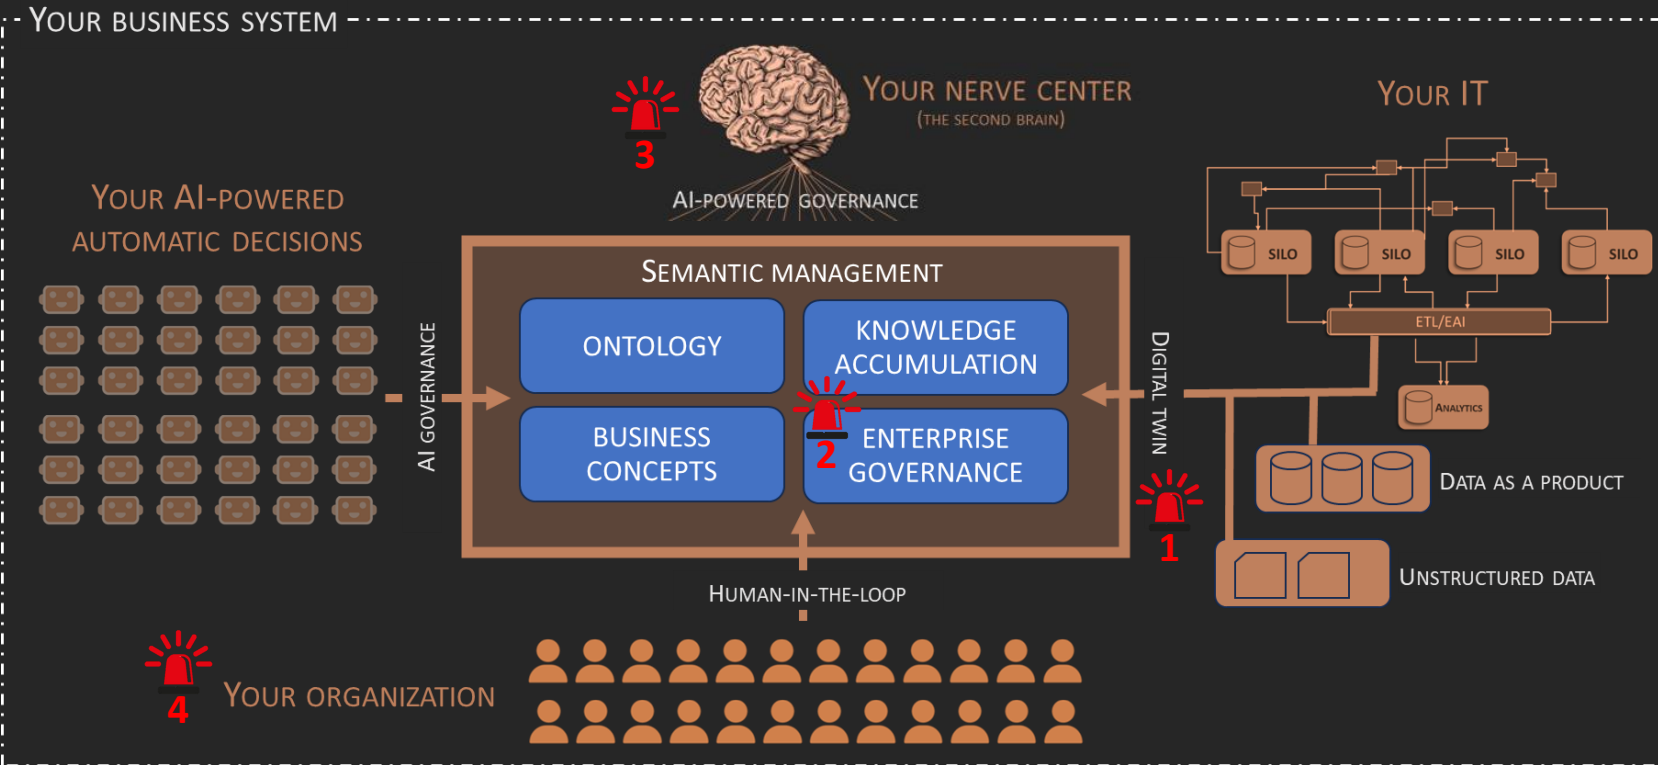 Your business system
Your nerve center
(the second brain)
Your IT
3
AI-powered governance
Your AI-powered
automatic decisions
SILO
SILO
SILO
SILO
ETL/EAI
Analytics
Semantic management
ONTOLOGY
KNOWLEDGE
ACCUMULATION
BUSINESS
CONCEPTS
2
ENTERPRISE
GOVERNANCE
AI governance
Digital twin
1
Data as a product
Unstructured data
Human-in-the-loop
4
Your organization